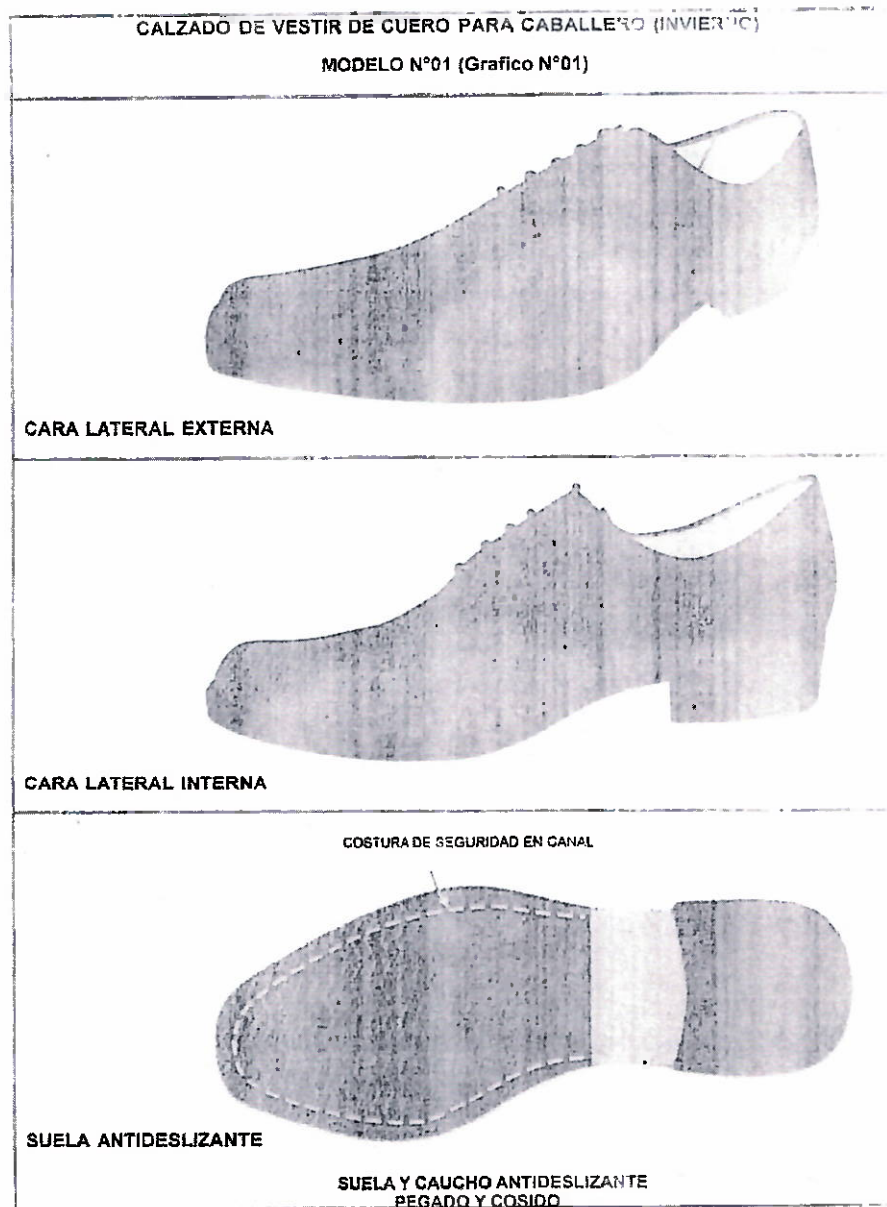 CALZADO DE VESTIR DE CUERO PARA CABALLERO (INVIERNO)
MODELO N°01 (Grafico N°01)
CARA LATERAL EXTERNA
CARA LATERAL INTERNA
COSTURA DE SEGURIDAD EN CANAL
SUELA ANTIDESLIZANTE
SUELA Y CAUCHO ANTIDESLIZANTE
PEGADO Y COSIDO